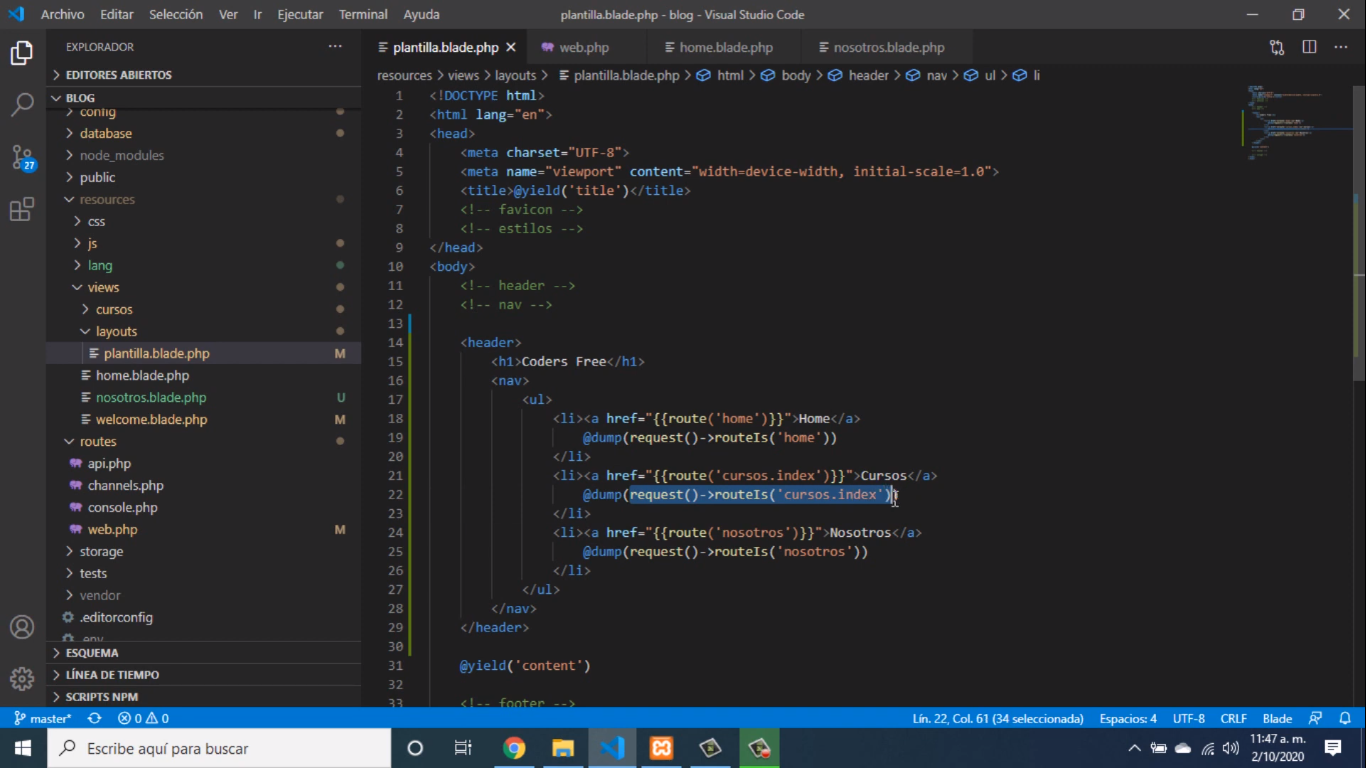 Archivo Editar Selección Ver Ir Ejecutar Terminal Ayuda plantilla.blade.php - blog - Visual Studio Code
EXPLORADOR
EDITORES ABIERTOS
BLOG
config
database
node_modules
public
resources
css
js
lang
views
cursos
layouts
plantilla.blade.php M
home.blade.php
nosotros.blade.php U
welcome.blade.php M
routes
api.php
channels.php
console.php
web.php M
storage
tests
vendor
.editorconfig
.env
ESQUEMA
LÍNEA DE TIEMPO
SCRIPTS NPM
27
plantilla.blade.php web.php home.blade.php nosotros.blade.php
resources > views > layouts > plantilla.blade.php > html > body > header > nav > ul > li
1 <!DOCTYPE html>
2 <html lang="en">
3 <head>
4 <meta charset="UTF-8">
5 <meta name="viewport" content="width=device-width, initial-scale=1.0">
6 <title>@yield('title')</title>
7 <!-- favicon -->
8 <!-- estilos -->
9 </head>
10 <body>
11 <!-- header -->
12 <!-- nav -->
13
14 <header>
15 <h1>Coders Free</h1>
16 <nav>
17 <ul>
18 <li><a href="{{route('home')}}">Home</a>
19 @dump(request()->routeIs('home'))
20 </li>
21 <li><a href="{{route('cursos.index')}}">Cursos</a>
22 @dump(request()->routeIs('cursos.index'))
23 </li>
24 <li><a href="{{route('nosotros')}}">Nosotros</a>
25 @dump(request()->routeIs('nosotros'))
26 </li>
27 </ul>
28 </nav>
29 </header>
30
31 @yield('content')
32
33 <!-- footer -->
master* 0 0 Lín. 22, Col. 61 (34 seleccionada) Espacios: 4 UTF-8 CRLF Blade
Escribe aquí para buscar
11:47 a. m.
2/10/2020